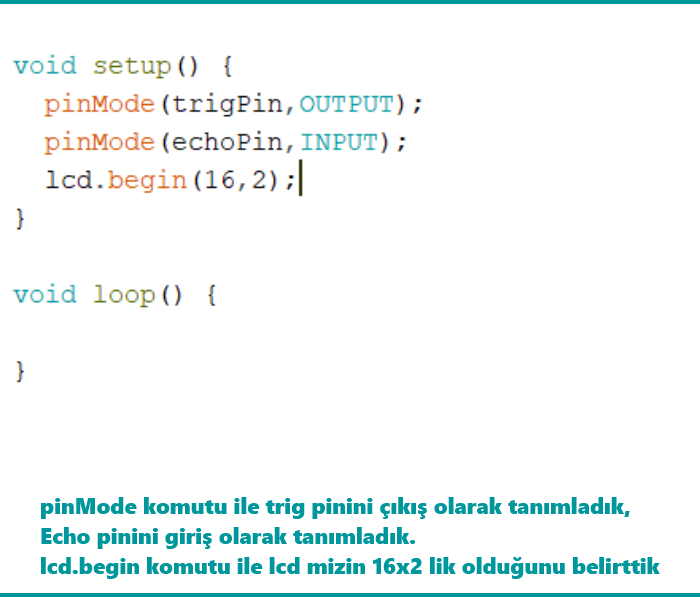 void setup() {
pinMode(trigPin,OUTPUT);
pinMode(echoPin,INPUT);
lcd.begin(16,2);
}
void loop() {
}
pinMode komutu ile trig pinini çıkış olarak tanımladık,
Echo pinini giriş olarak tanımladık.
lcd.begin komutu ile lcd mizin 16x2 lik olduğunu belirttik